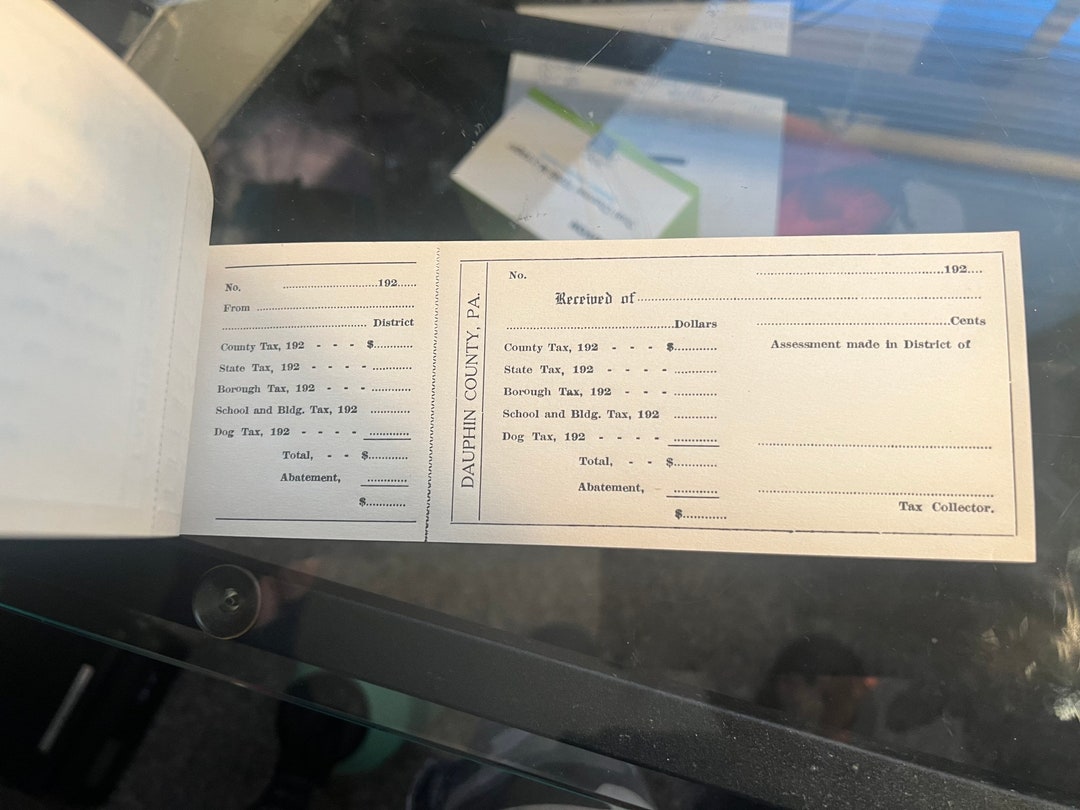 No. ..........................192......
From ............................................
........................................ District
County Tax, 192 - - - $............
State Tax, 192 - - - - ............
Borough Tax, 192 - - - ............
School and Bldg. Tax, 192 ............
Dog Tax, 192 - - - - ............
Total, - - $............
Abatement, ............
$............
DAUPHIN COUNTY, PA.
No. ..................................................192....
Received of ................................................................................
..................................................Dollars ..................................................Cents
County Tax, 192 - - - $............
State Tax, 192 - - - - ............
Borough Tax, 192 - - - ............
School and Bldg. Tax, 192 ............
Dog Tax, 192 - - - - ............
Total, - - $............
Abatement, - ............
$............
Assessment made in District of
............................................................
............................................................
Tax Collector.